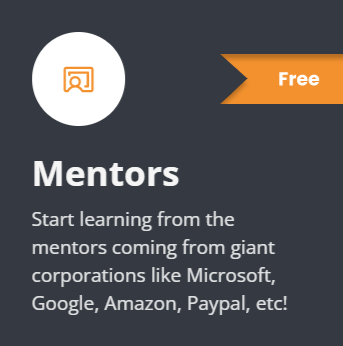 Free
Mentors
Start learning from the
mentors coming from giant
corporations like Microsoft,
Google, Amazon, Paypal, etc!